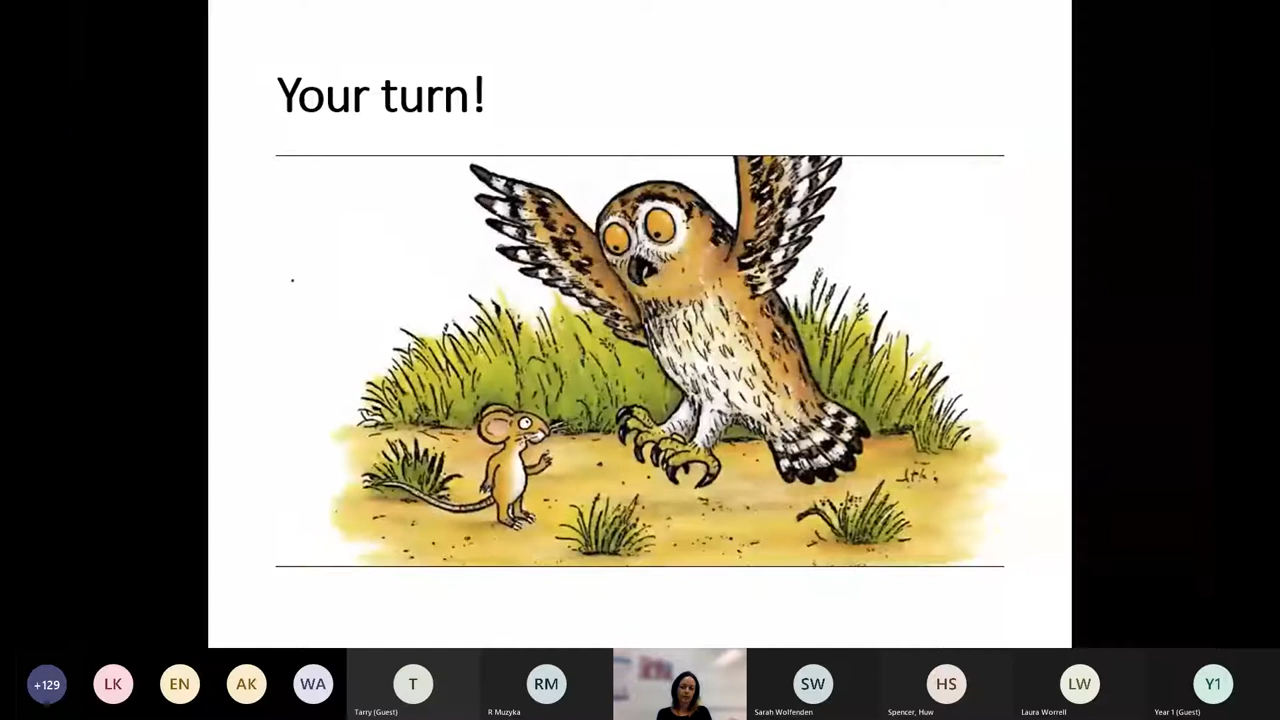 Your turn!
+129
LK
EN
AK
WA
T
RM
SW
HS
LW
Y1
Tarry (Guest)
R Muzyka
Sarah Wolfenden
Spencer, Huw
Laura Worrell
Year 1 (Guest)